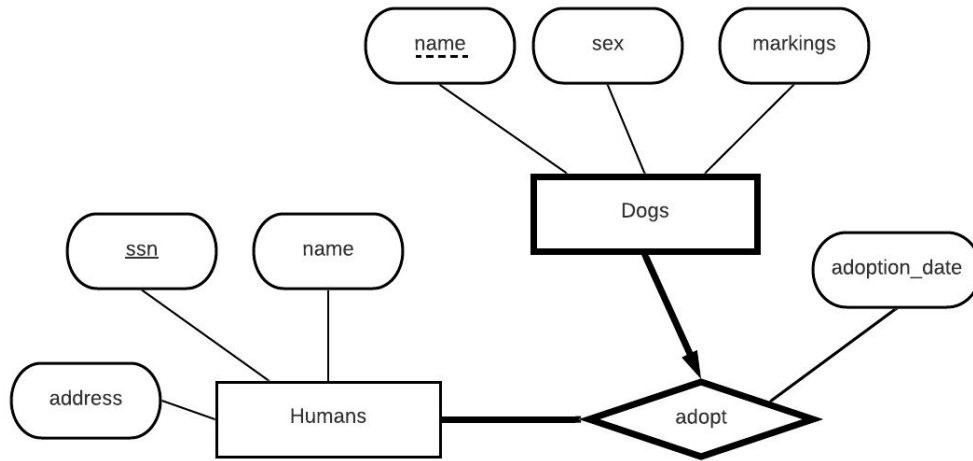 name
sex
markings
Dogs
ssn
name
adoption_date
address
Humans
adopt